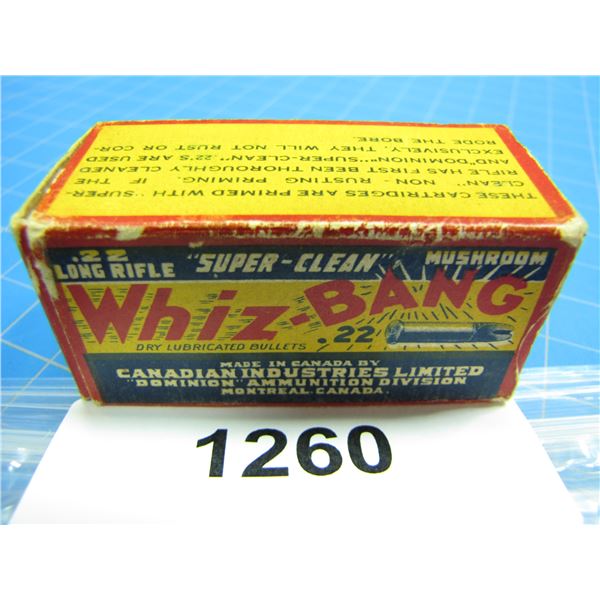 THESE CARTRIDGES ARE PRIMED WITH "SUPER-
CLEAN" NON - RUSTING PRIMING. IF THE
RIFLE HAS FIRST BEEN THOROUGHLY CLEANED
AND "DOMINION" "SUPER-CLEAN" .22'S ARE USED
EXCLUSIVELY, THEY WILL NOT RUST OR COR-
RODE THE BORE.
.22 LONG RIFLE "SUPER-CLEAN" MUSHROOM
Whiz-BANG
DRY LUBRICATED BULLETS .22
MADE IN CANADA BY
CANADIAN INDUSTRIES LIMITED
"DOMINION" AMMUNITION DIVISION
MONTREAL, CANADA.
1260